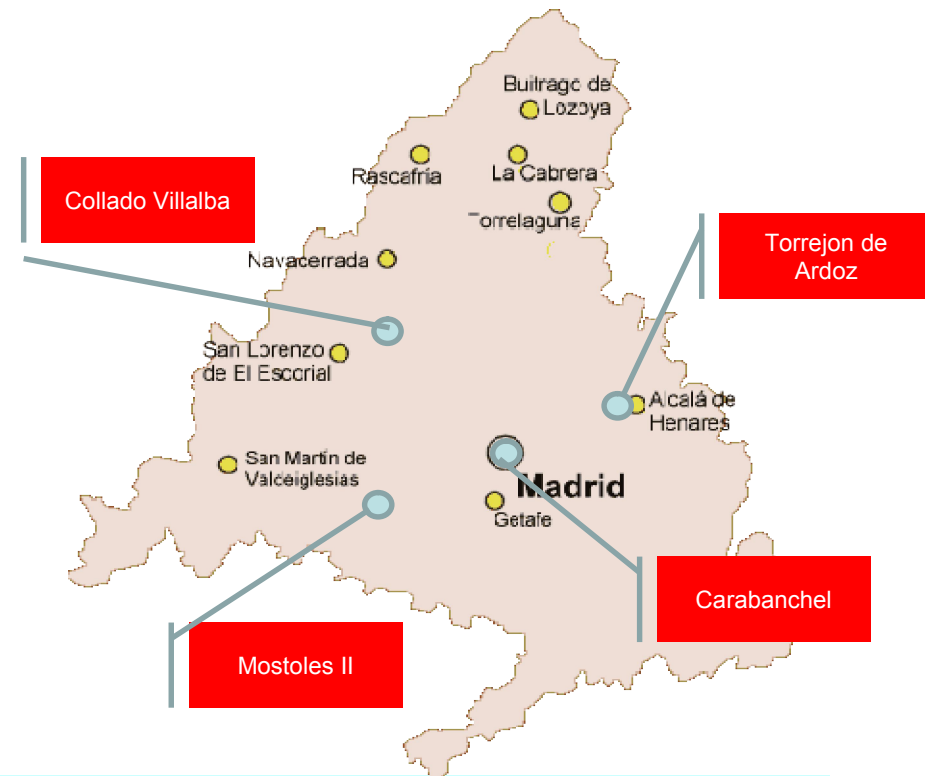 Buitrago de
Lozoya
Rascafría
La Cabrera
Collado Villalba
Torrelaguna
Torrejon de
Ardoz
Navacerrada
San Lorenzo
de El Escorial
Alcalá de
Henares
San Martín de
Valdeiglesias
Madrid
Getafe
Carabanchel
Mostoles II